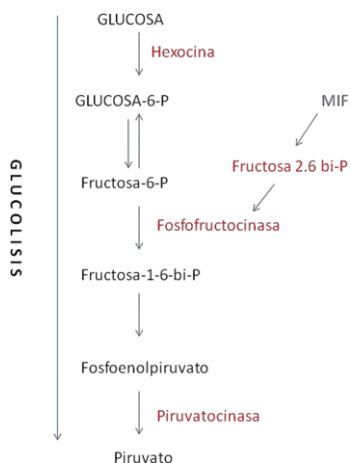 GLUCOSA
Hexocina
GLUCOSA-6-P
MIF
Fructosa 2.6 bi-P
Fructosa-6-P
Fosfofructocinasa
GLUCOLISIS
Fructosa-1-6-bi-P
Fosfoenolpiruvato
Piruvatocinasa
Piruvato